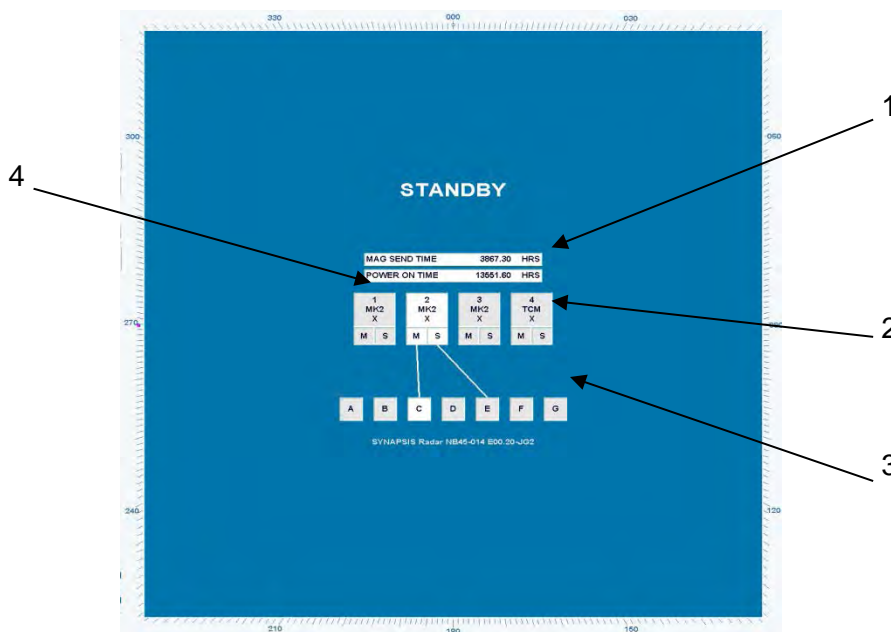 330 000 030
1
300 060
4
STANDBY
MAG SEND TIME 3867.30 HRS
POWER ON TIME 13551.60 HRS
1 2 3 4
MK2 MK2 MK2 TCM
X X X X
270
2
M S M S M S M S
A B C D E F G
SYNAPSIS Radar NB46-014 E00.20-JG2
3
240 120
210 180 150